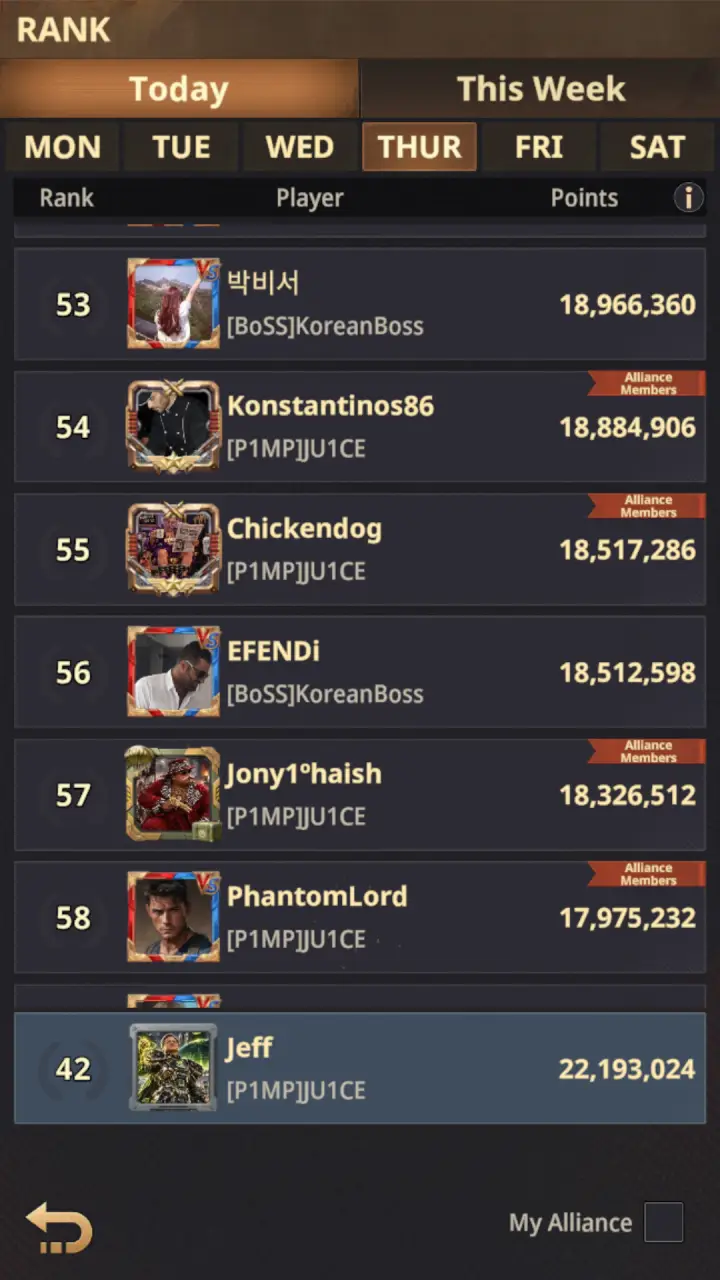 RANK
Today
This Week
MON
TUE
WED
THUR
FRI
SAT
Rank
Player
Points
i
53
박비서
[BoSS]KoreanBoss
18,966,360
54
Konstantinos86
[P1MP]JU1CE
Alliance
Members
18,884,906
55
Chickendog
[P1MP]JU1CE
Alliance
Members
18,517,286
56
EFENDi
[BoSS]KoreanBoss
18,512,598
57
Jony1ºhaish
[P1MP]JU1CE
Alliance
Members
18,326,512
58
PhantomLord
[P1MP]JU1CE
Alliance
Members
17,975,232
42
Jeff
[P1MP]JU1CE
22,193,024
My Alliance